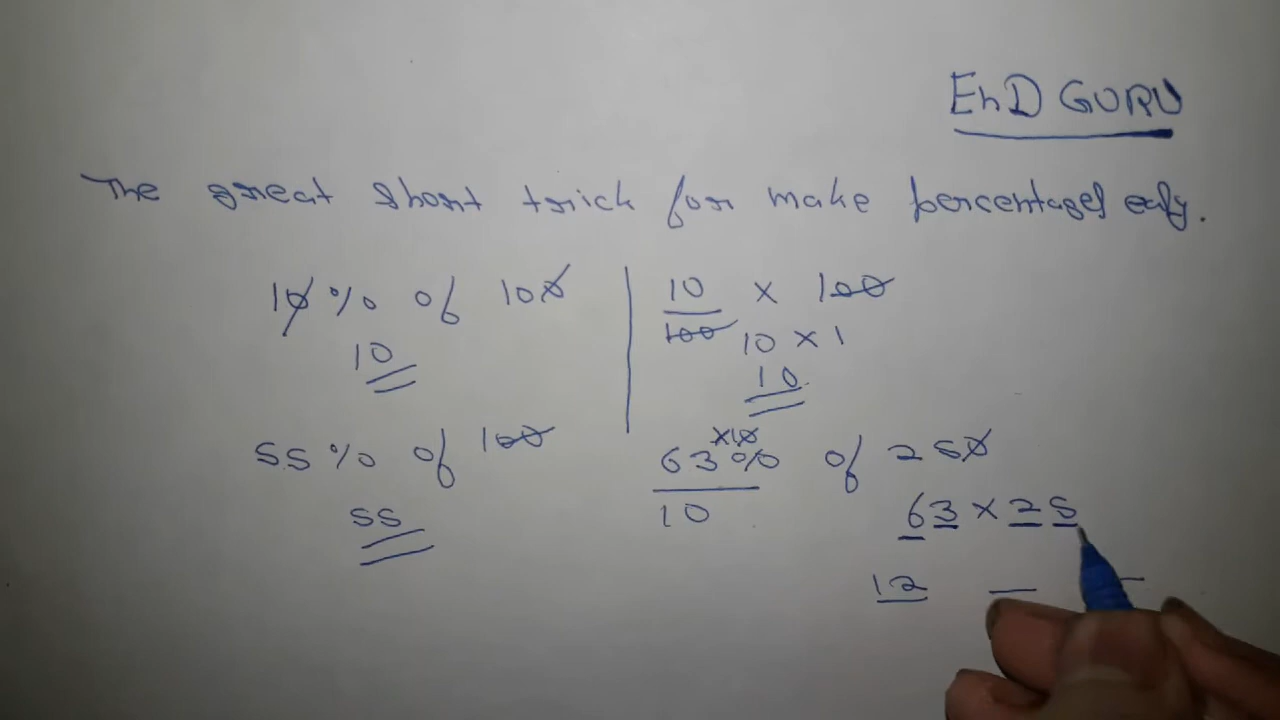 EhD GURU
The great short trick for make percentages easy.
10% of 100
10
10 × 100
100
10 × 1
10
55% of 100
55
×10
63% of 250
10
63 × 25
12